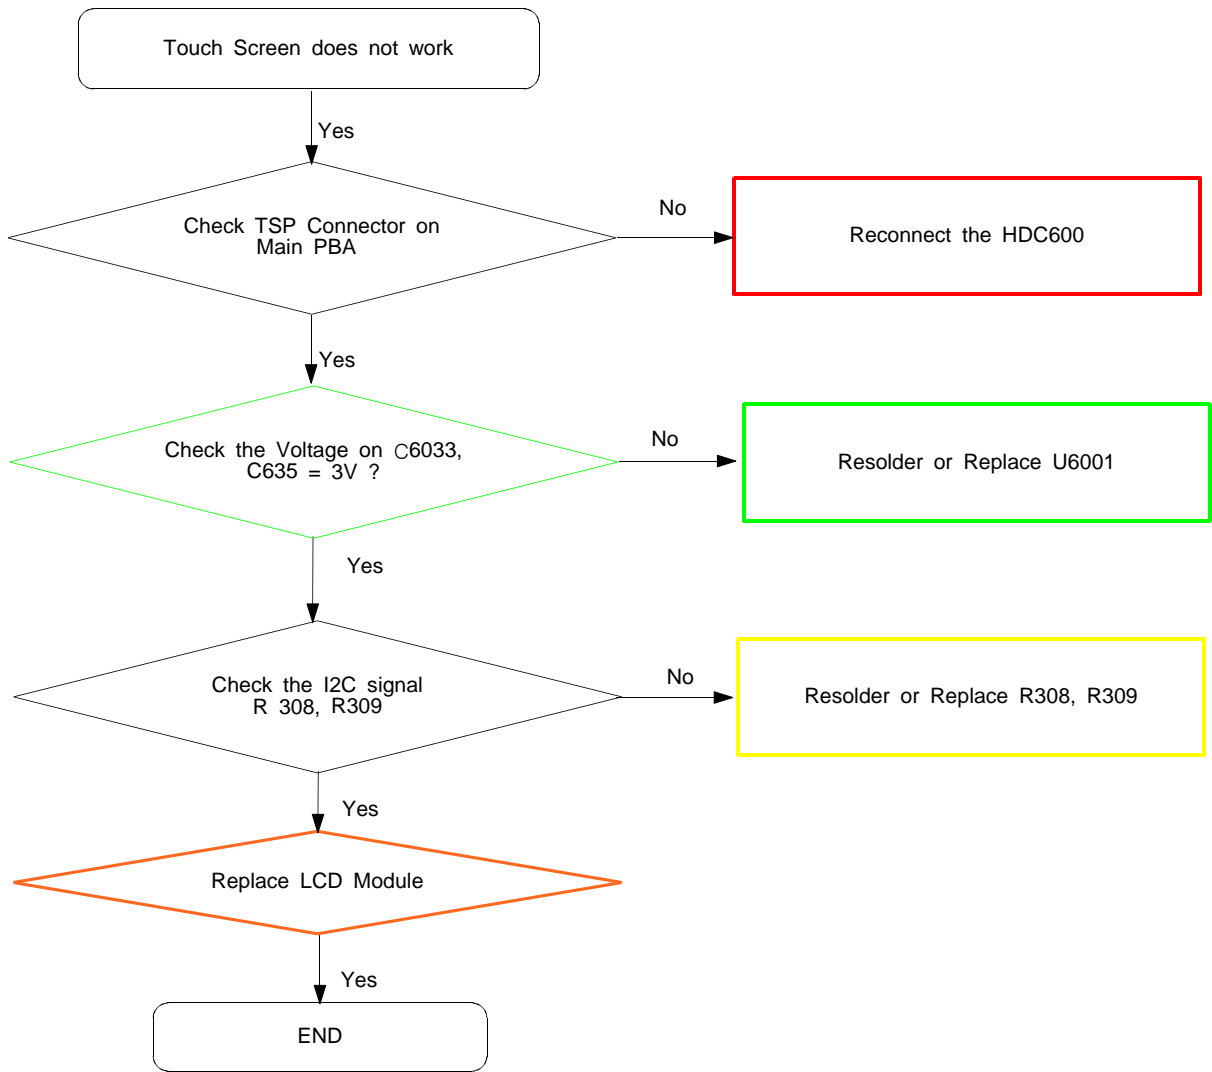 Touch Screen does not work
Yes
Check TSP Connector on
Main PBA
No
Reconnect the HDC600
Yes
Check the Voltage on C6033,
C635 = 3V ?
No
Resolder or Replace U6001
Yes
Check the I2C signal
R 308, R309
No
Resolder or Replace R308, R309
Yes
Replace LCD Module
Yes
END